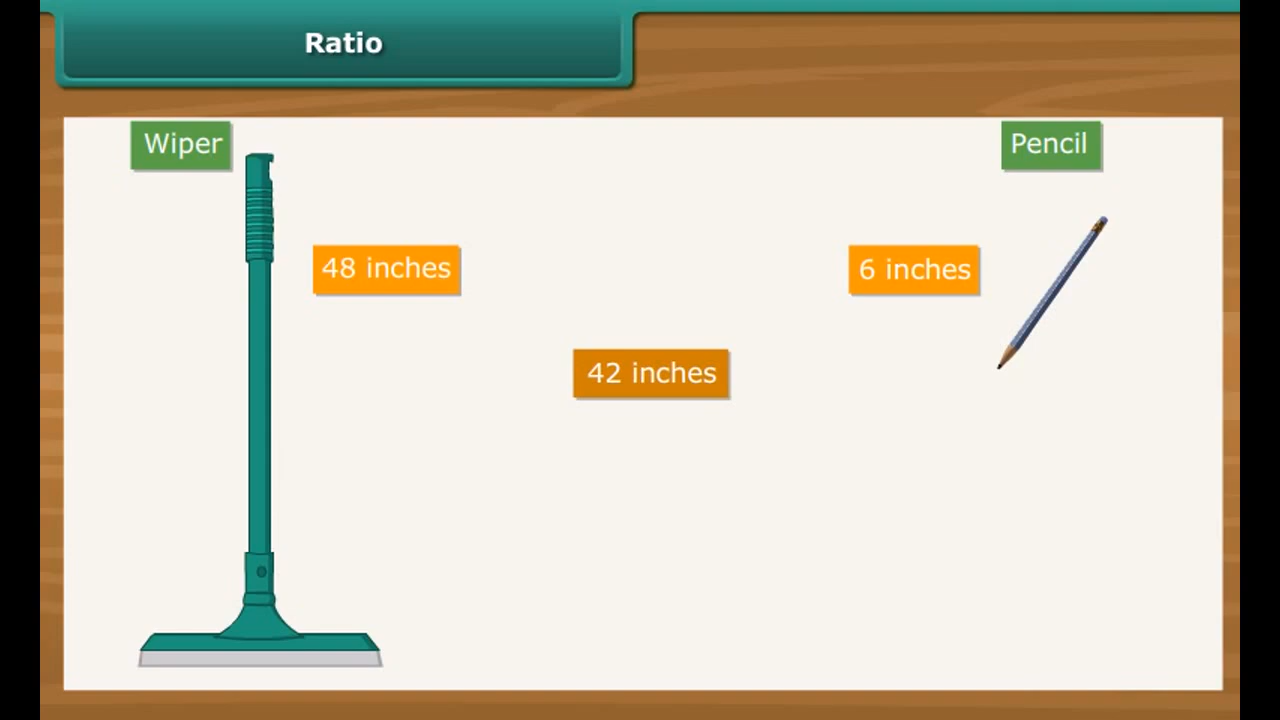 Ratio
Wiper
Pencil
48 inches
6 inches
42 inches